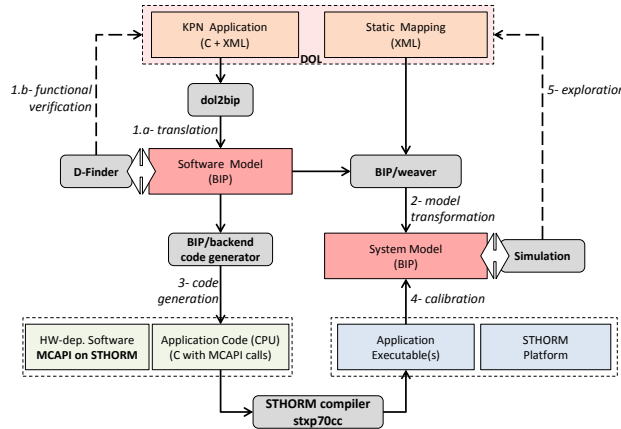 KPN Application
(C + XML)
Static Mapping
(XML)
DOL
1.b- functional
verification
dol2bip
5- exploration
1.a- translation
D-Finder
Software Model
(BIP)
BIP/weaver
2- model
transformation
BIP/backend
code generator
System Model
(BIP)
Simulation
3- code
generation
4- calibration
HW-dep. Software
MCAPI on STHORM
Application Code (CPU)
(C with MCAPI calls)
Application
Executable(s)
STHORM
Platform
STHORM compiler
stxp70cc